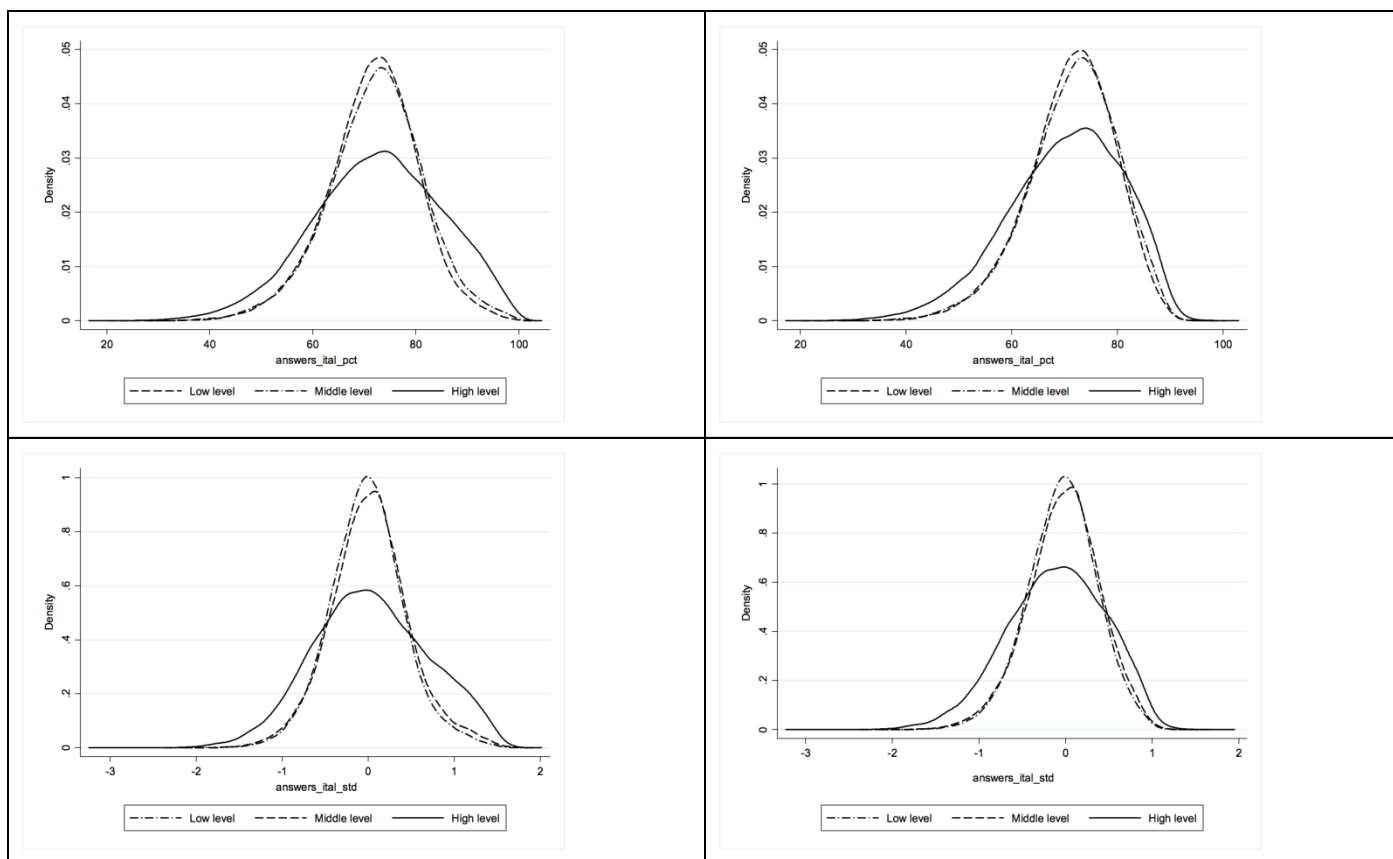 .05
.04
.03
.02
.01
0
Density
20 40 60 80 100
answers_ital_pct
Low level Middle level High level
.05
.04
.03
.02
.01
0
Density
20 40 60 80 100
answers_ital_pct
Low level Middle level High level
1
.8
.6
.4
.2
0
Density
-3 -2 -1 0 1 2
answers_ital_std
Low level Middle level High level
1
.8
.6
.4
.2
0
Density
-3 -2 -1 0 1 2
answers_ital_std
Low level Middle level High level